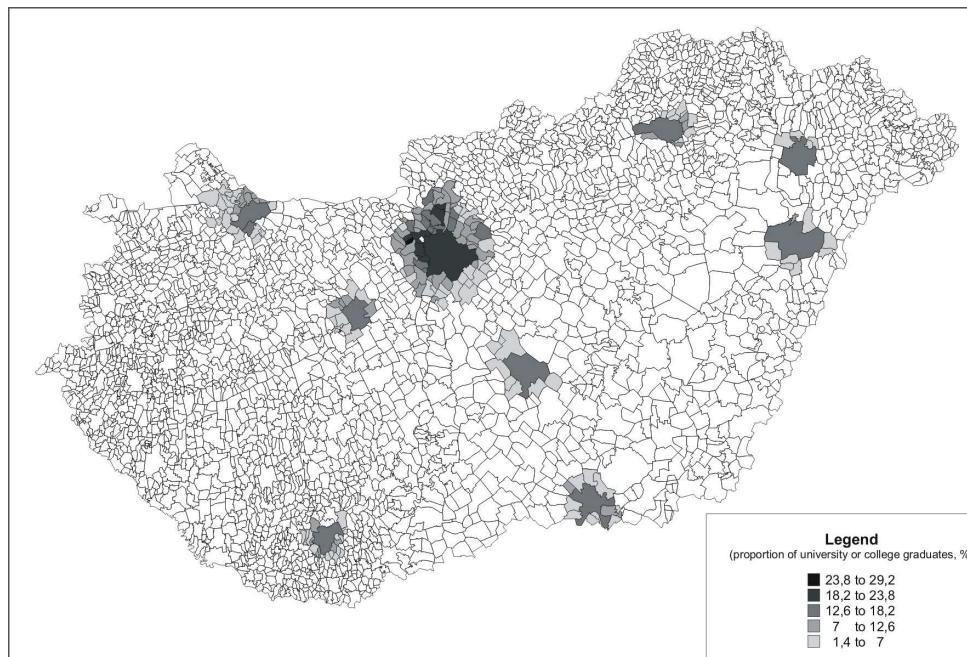 Legend
(proportion of university or college graduates, %
23,8 to 29,2
18,2 to 23,8
12,6 to 18,2
7 to 12,6
1,4 to 7